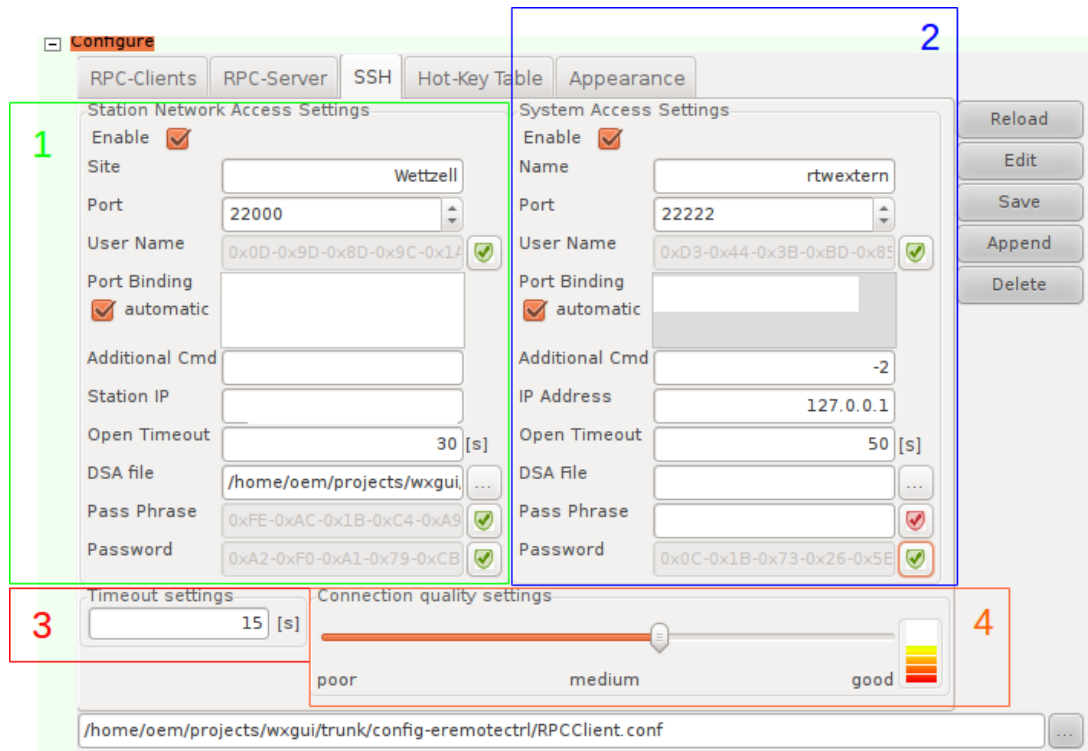 2
Configure
RPC-Clients RPC-Server SSH Hot-Key Table Appearance
1
Station Network Access Settings
Enable
Site Wettzell
Port 22000
User Name 0x0D-0x9D-0x8D-0x9C-0x1A
Port Binding
automatic
Additional Cmd
Station IP
Open Timeout 30 [s]
DSA file /home/oem/projects/wxgui, ...
Pass Phrase 0xFE-0xAC-0x1B-0xC4-0xA9
Password 0xA2-0xF0-0xA1-0x79-0xCB
System Access Settings
Enable
Name rtwextern
Port 22222
User Name 0xD3-0x44-0x3B-0xBD-0x85
Port Binding
automatic
Additional Cmd -2
IP Address 127.0.0.1
Open Timeout 50 [s]
DSA File ...
Pass Phrase
Password 0x0C-0x1B-0x73-0x26-0x5E
Reload
Edit
Save
Append
Delete
3
Timeout settings
15 [s]
Connection quality settings
4
poor medium good
/home/oem/projects/wxgui/trunk/config-eremotectrl/RPCClient.conf ...